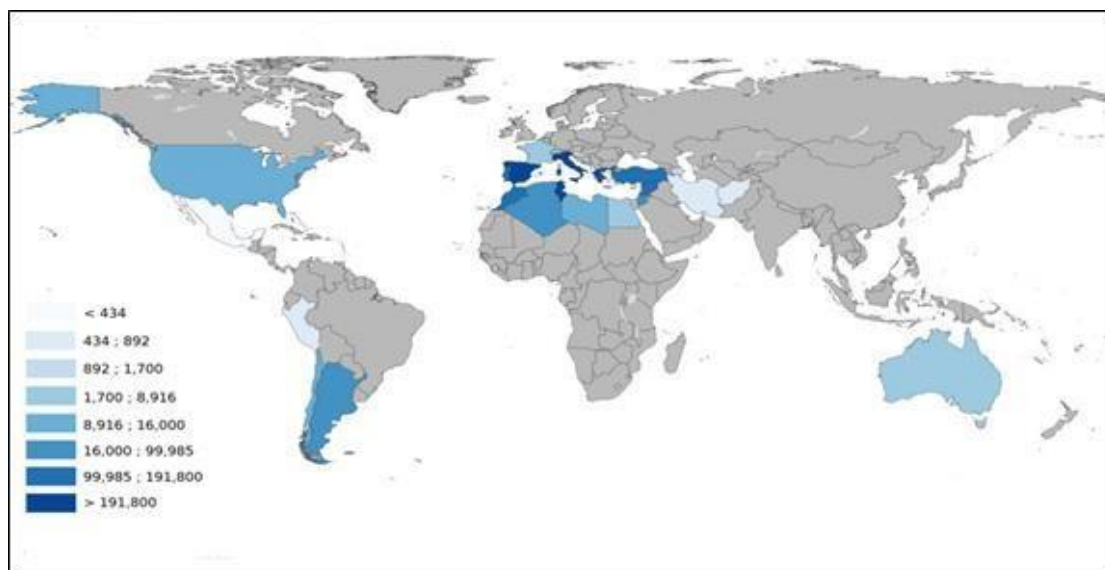 < 434
434 ; 892
892 ; 1,700
1,700 ; 8,916
8,916 ; 16,000
16,000 ; 99,985
99,985 ; 191,800
> 191,800